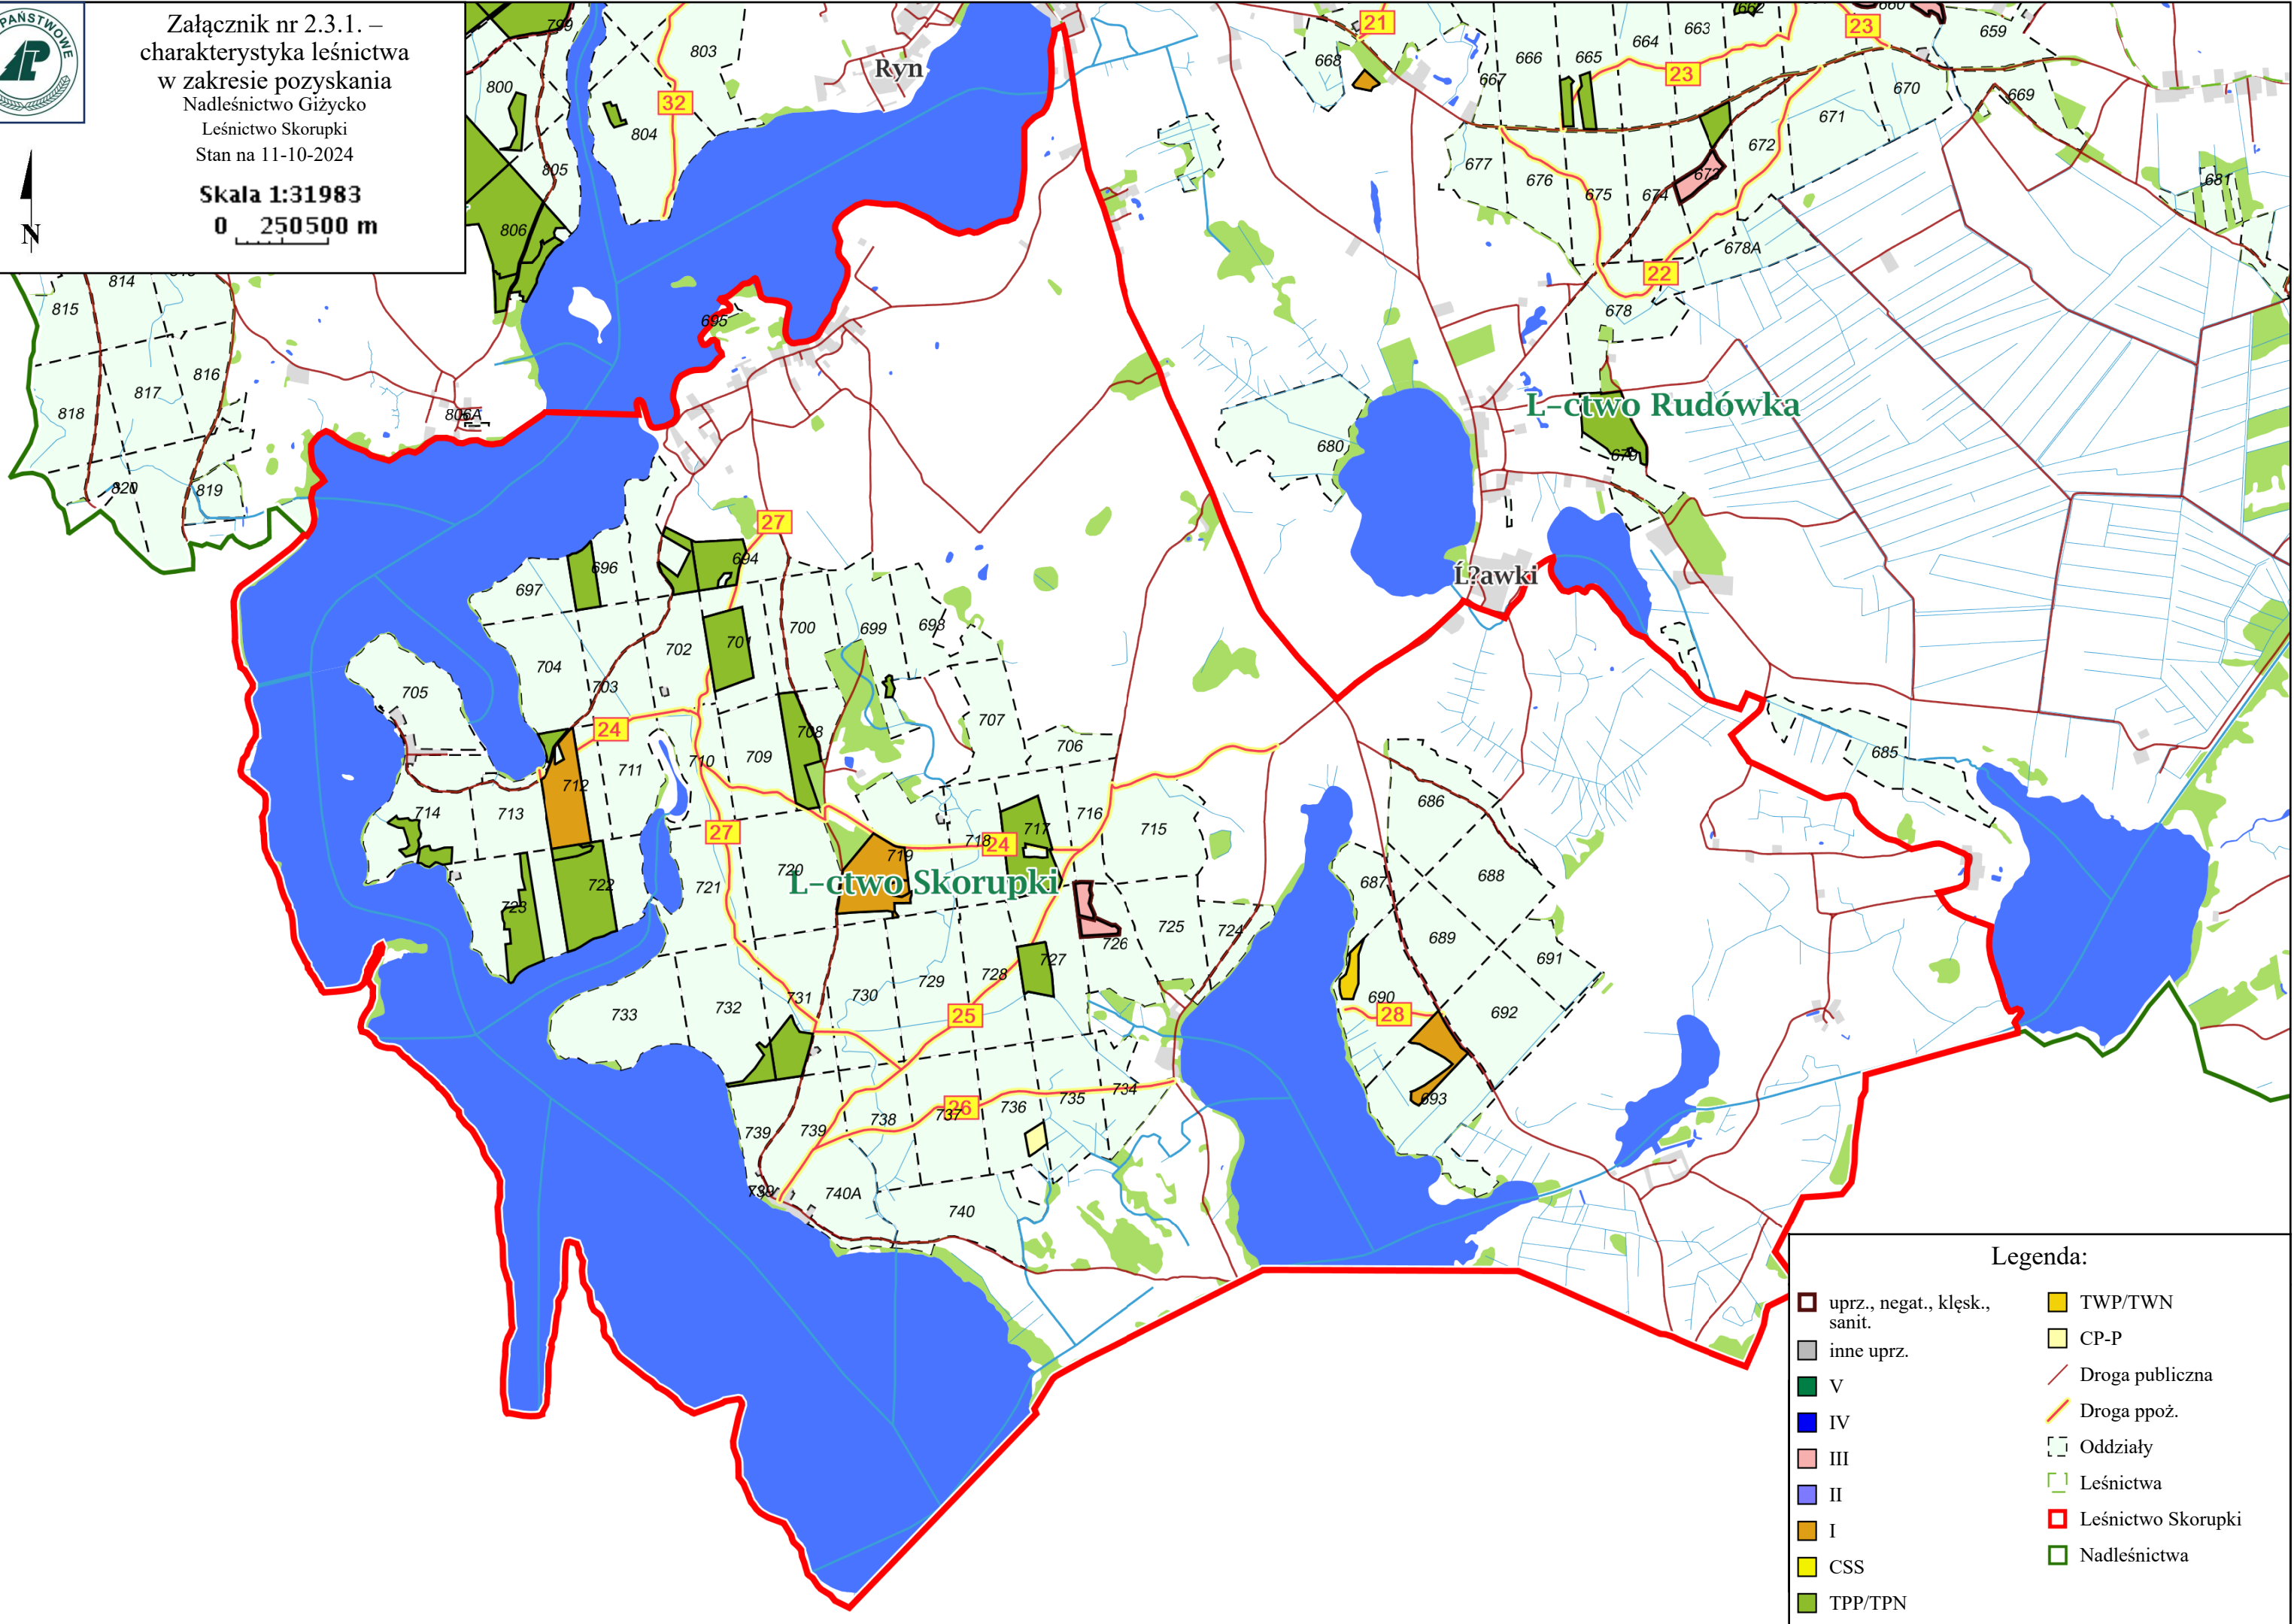 PAŃSTWOWE
Załącznik nr 2.3.1. –
charakterystyka leśnictwa
w zakresie pozyskania
Nadleśnictwo Giżycko
Leśnictwo Skorupki
Stan na 11-10-2024
Skala 1:31983
0 250500 m
N
799
803
800
32
804
805
806
Ryn
21
668
667
666
665
664
663
662
660
23
659
23
670
669
671
672
673
674
675
676
677
681
678A
22
678
814
815
816
817
818
819
820
806A
695
680
L-ctwo Rudówka
679
Ĺ?awki
27
694
696
697
701
700
699
698
702
704
703
705
24
707
706
708
709
710
711
712
713
714
27
715
716
717
718
24
719
720
L-ctwo Skorupki
721
722
723
724
725
726
727
728
729
730
731
732
733
25
26
734
735
736
737
738
739
739
739
740A
740
685
686
687
688
689
690
691
692
28
693
Legenda:
uprz., negat., klęsk.,
sanit.
inne uprz.
V
IV
III
II
I
CSS
TPP/TPN
TWP/TWN
CP-P
Droga publiczna
Droga ppoż.
Oddziały
Leśnictwa
Leśnictwo Skorupki
Nadleśnictwa